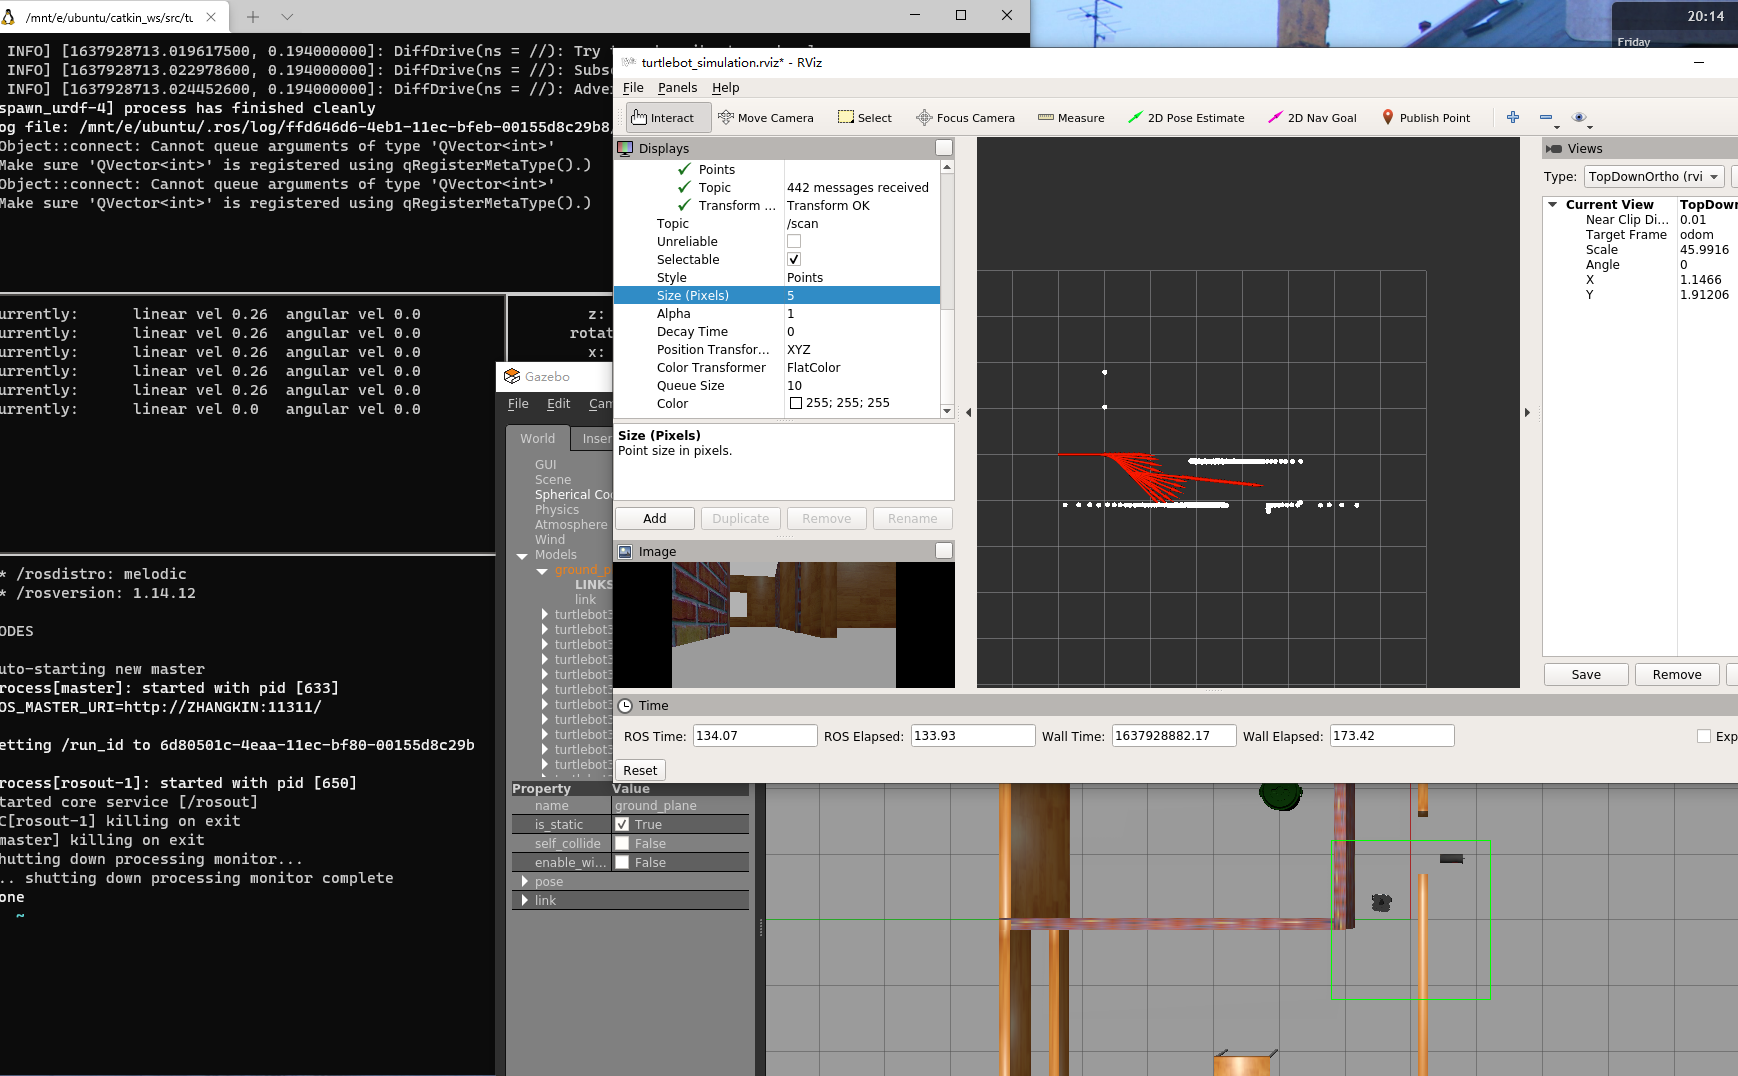 /mnt/e/ubuntu/catkin_ws/src/tu
20:14
Friday
INFO] [1637928713.019617500, 0.194000000]: DiffDrive(ns = //): Try
INFO] [1637928713.022978600, 0.194000000]: DiffDrive(ns = //): Subs
INFO] [1637928713.024452600, 0.194000000]: DiffDrive(ns = //): Adve
spawn_urdf-4] process has finished cleanly
og file: /mnt/e/ubuntu/.ros/log/ffd646d6-4eb1-11ec-bfeb-00155d8c29b8/
Object::connect: Cannot queue arguments of type 'QVector<int>'
Make sure 'QVector<int>' is registered using qRegisterMetaType().)
Object::connect: Cannot queue arguments of type 'QVector<int>'
Make sure 'QVector<int>' is registered using qRegisterMetaType().)
urrently: linear vel 0.26 angular vel 0.0
urrently: linear vel 0.26 angular vel 0.0
urrently: linear vel 0.26 angular vel 0.0
urrently: linear vel 0.26 angular vel 0.0
urrently: linear vel 0.26 angular vel 0.0
urrently: linear vel 0.0 angular vel 0.0
z:
rotat
x:
* /rosdistro: melodic
* /rosversion: 1.14.12
ODES
uto-starting new master
rocess[master]: started with pid [633]
OS_MASTER_URI=http://ZHANGKIN:11311/
etting /run_id to 6d80501c-4eaa-11ec-bf80-00155d8c29b
rocess[rosout-1]: started with pid [650]
tarted core service [/rosout]
C[rosout-1] killing on exit
master] killing on exit
hutting down processing monitor...
.. shutting down processing monitor complete
one
~
Gazebo
File Edit Cam
World Inser
GUI
Scene
Spherical Coo
Physics
Atmosphere
Wind
Models
ground_p
LINKS
link
turtlebot3
turtlebot3
turtlebot3
turtlebot3
turtlebot3
turtlebot3
turtlebot3
turtlebot3
turtlebot3
turtlebot3
turtlebot3
Property Value
name ground_plane
is_static True
self_collide False
enable_wi... False
pose
link
turtlebot_simulation.rviz* - RViz
File Panels Help
Interact Move Camera Select Focus Camera Measure 2D Pose Estimate 2D Nav Goal Publish Point
Displays
Points
Topic 442 messages received
Transform ... Transform OK
Topic /scan
Unreliable
Selectable
Style Points
Size (Pixels) 5
Alpha 1
Decay Time 0
Position Transfor... XYZ
Color Transformer FlatColor
Queue Size 10
Color 255; 255; 255
Size (Pixels)
Point size in pixels.
Add Duplicate Remove Rename
Image
Views
Type: TopDownOrtho (rvi
Current View TopDown
Near Clip Di... 0.01
Target Frame odom
Scale 45.9916
Angle 0
X 1.1466
Y 1.91206
Save Remove
Time
ROS Time: 134.07 ROS Elapsed: 133.93 Wall Time: 1637928882.17 Wall Elapsed: 173.42 Exp
Reset